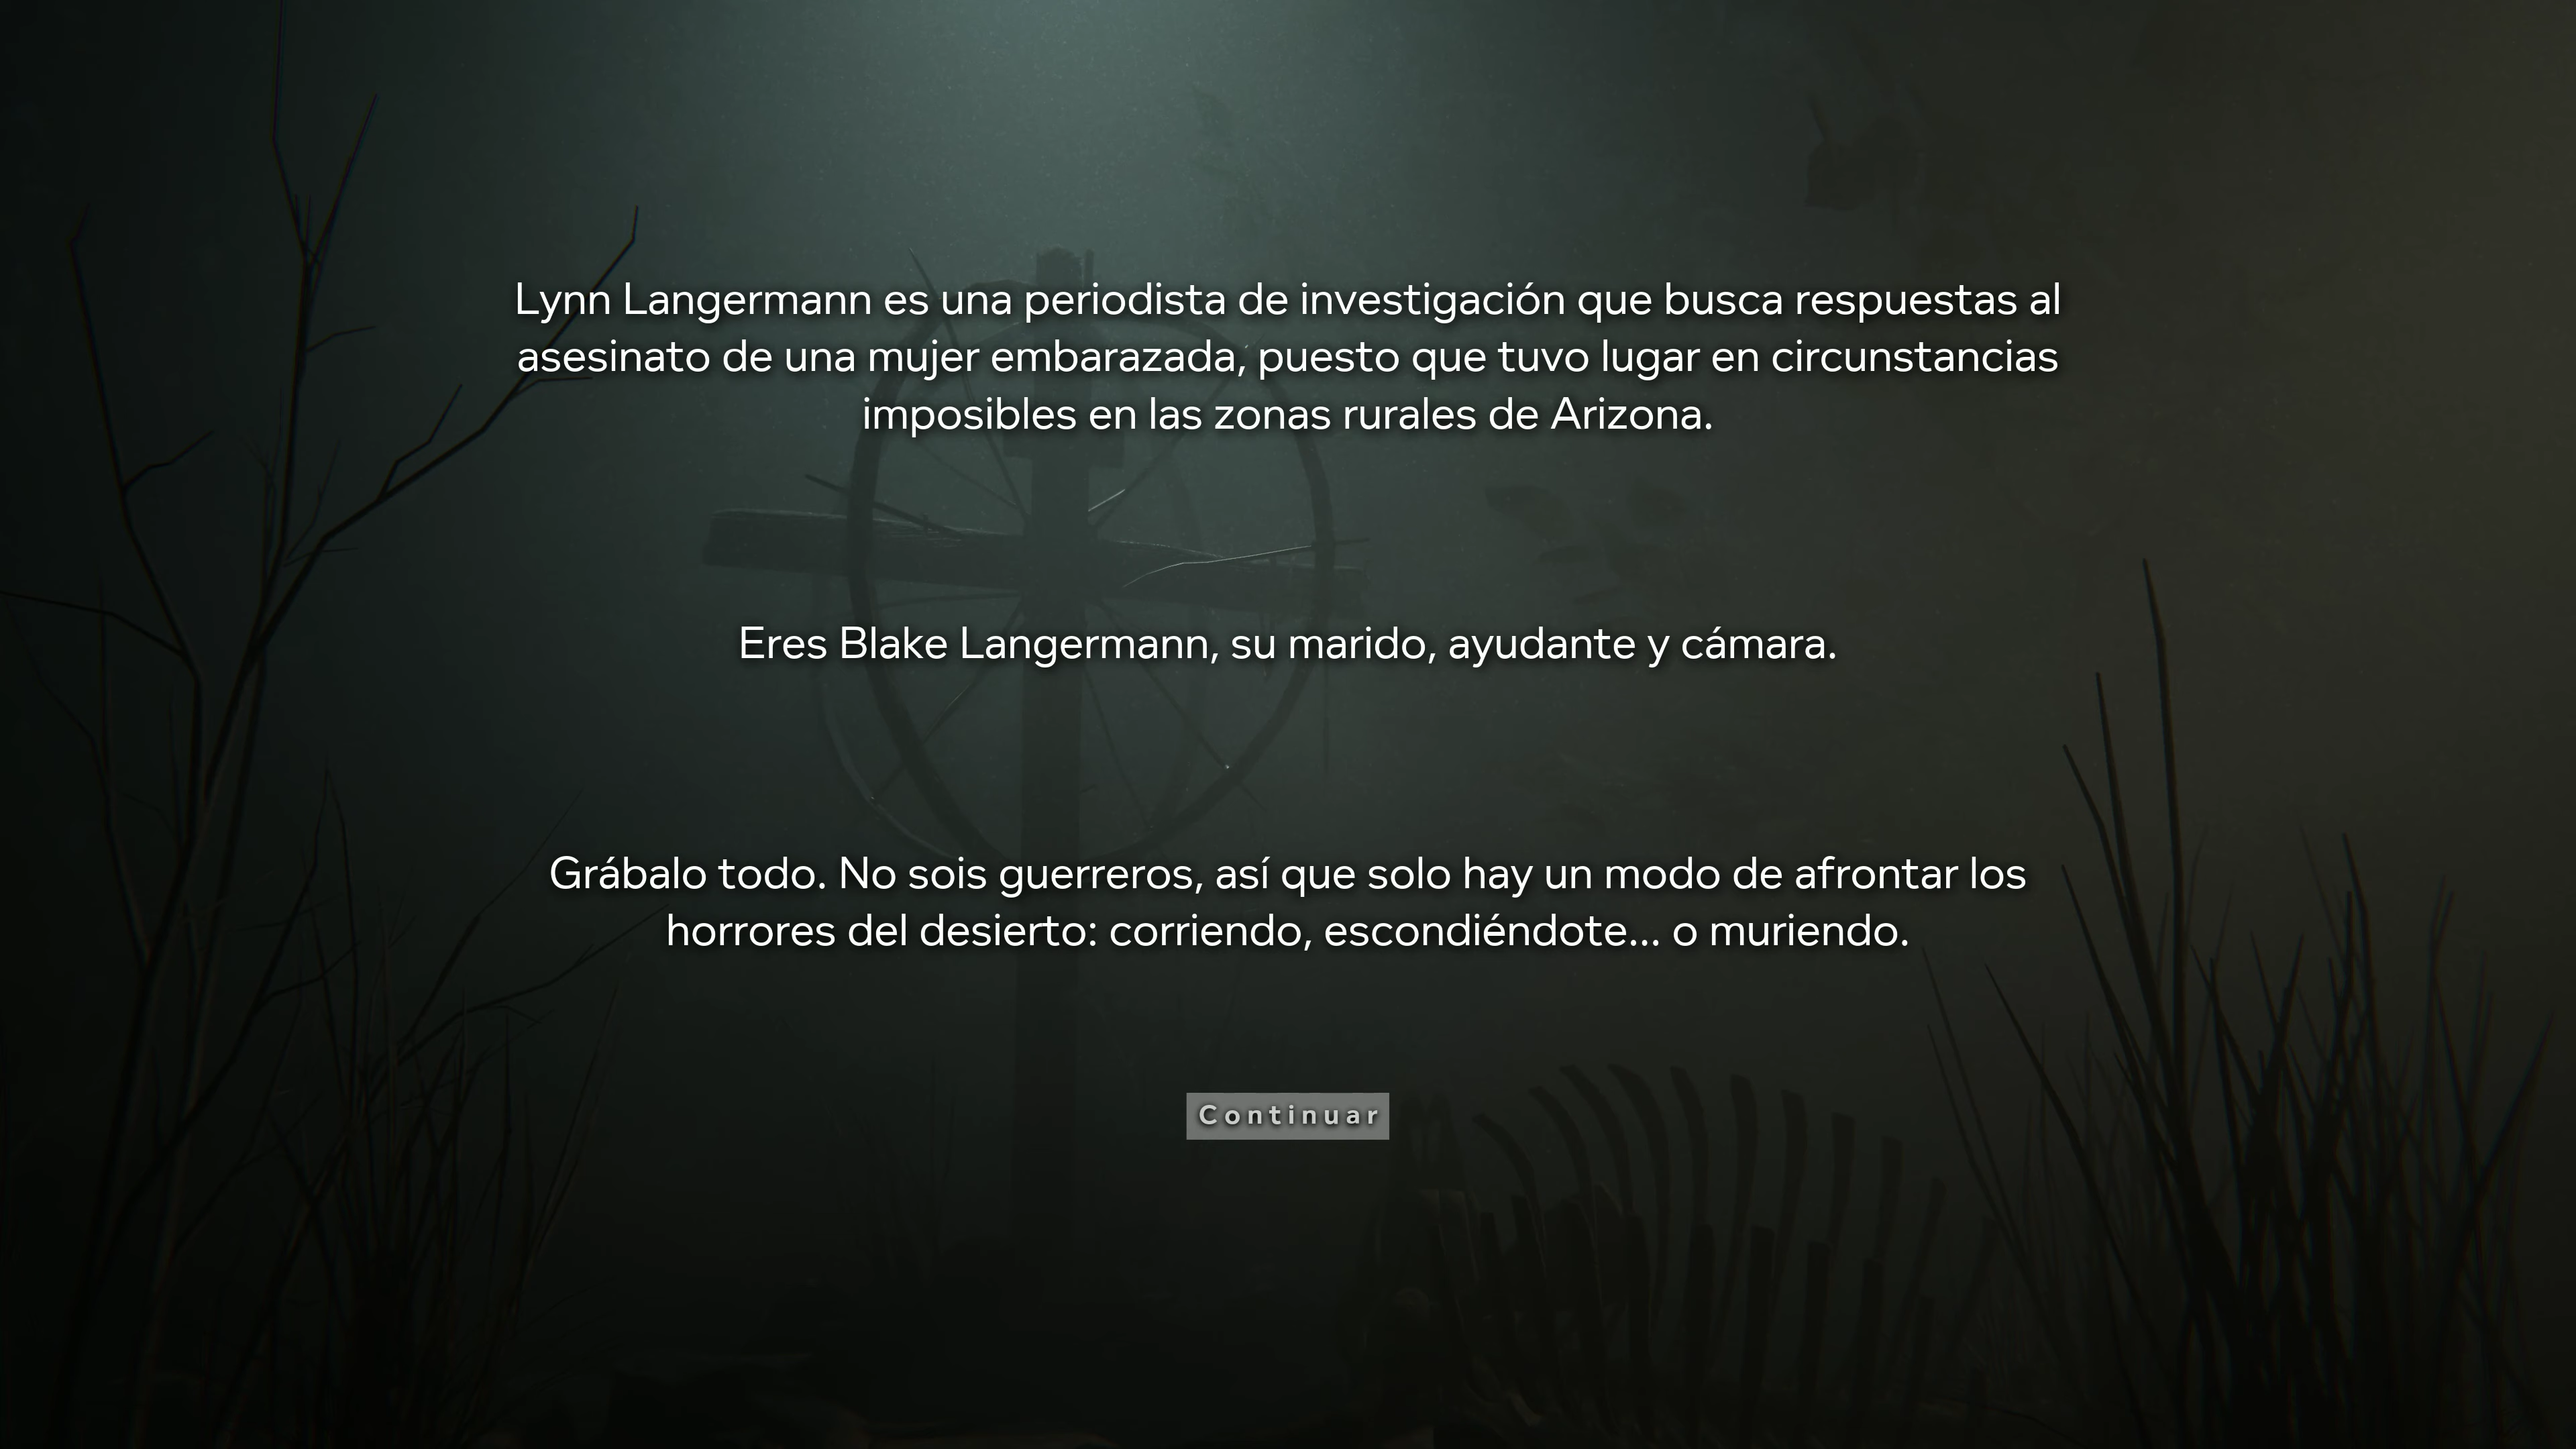 Lynn Langermann es una periodista de investigación que busca respuestas al
asesinato de una mujer embarazada, puesto que tuvo lugar en circunstancias
imposibles en las zonas rurales de Arizona.
Eres Blake Langermann, su marido, ayudante y cámara.
Grábalo todo. No sois guerreros, así que solo hay un modo de afrontar los
horrores del desierto: corriendo, escondiéndote... o muriendo.
Continuar